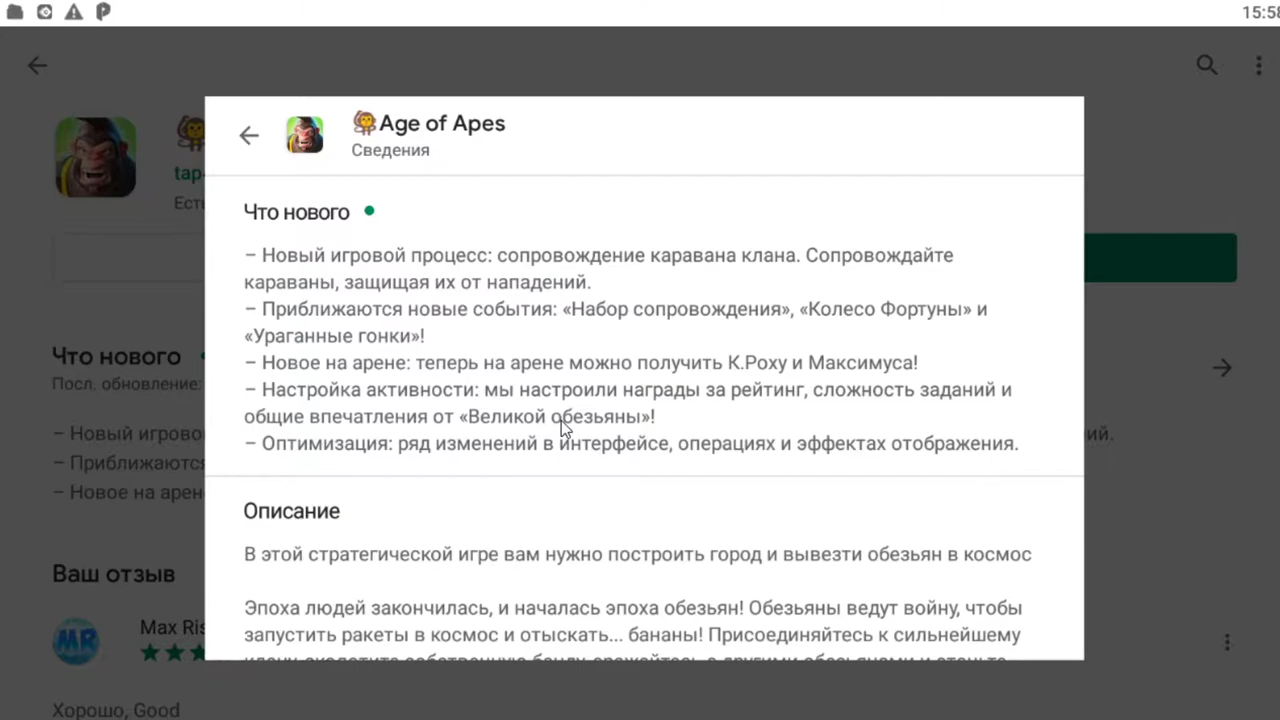 15:58
Age of Apes
Сведения
tap
Ест
Что нового
– Новый игровой процесс: сопровождение каравана клана. Сопровождайте
караваны, защищая их от нападений.
– Приближаются новые события: «Набор сопровождения», «Колесо Фортуны» и
«Ураганные гонки»!
– Новое на арене: теперь на арене можно получить К.Роху и Максимуса!
– Настройка активности: мы настроили награды за рейтинг, сложность заданий и
общие впечатления от «Великой обезьяны»!
– Оптимизация: ряд изменений в интерфейсе, операциях и эффектах отображения.
Описание
В этой стратегической игре вам нужно построить город и вывезти обезьян в космос
Эпоха людей закончилась, и началась эпоха обезьян! Обезьяны ведут войну, чтобы
запустить ракеты в космос и отыскать... бананы! Присоединяйтесь к сильнейшему
Что нового
Посл. обновление:
– Новый игрово
ий.
– Приближаютс
– Новое на арен
Ваш отзыв
MR
Max Ris
Хорошо, Good